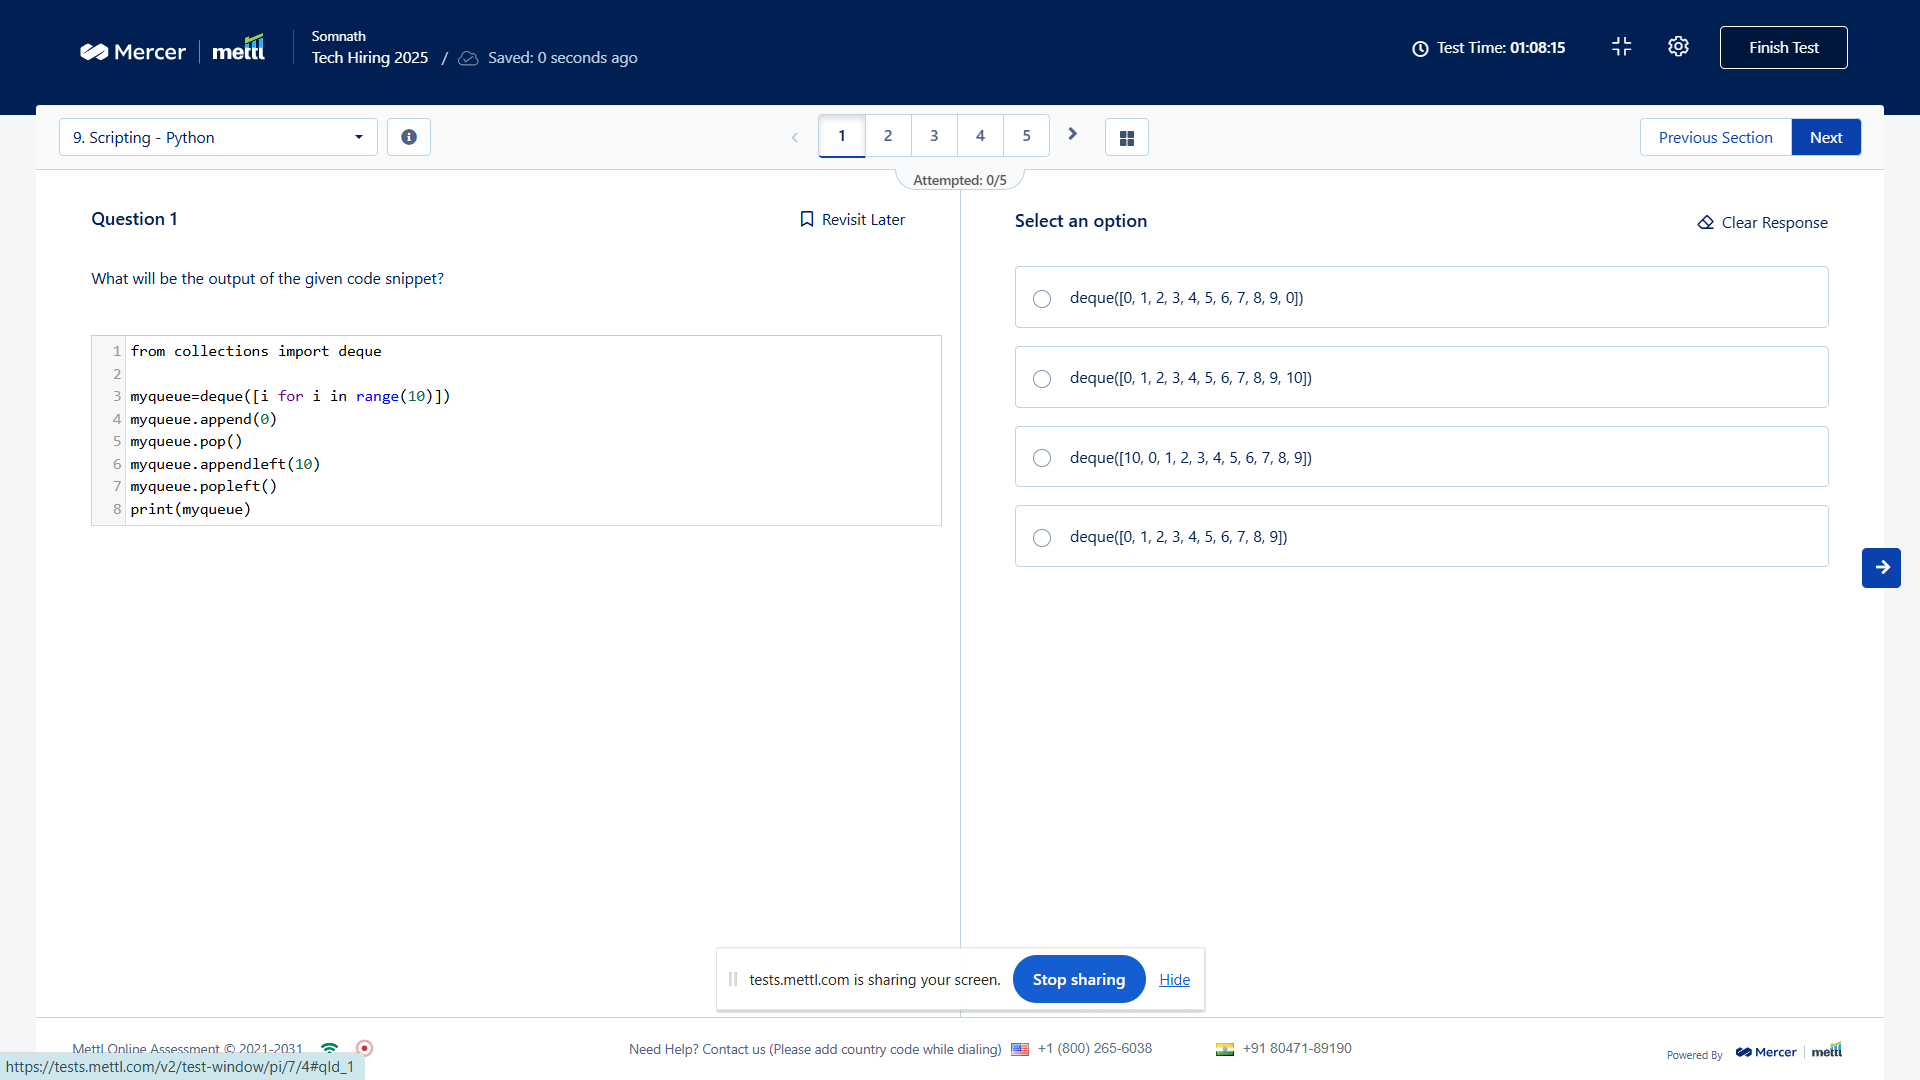 Mercer | mettl
Somnath
Tech Hiring 2025 / Saved: 0 seconds ago
Test Time: 01:08:15
Finish Test
9. Scripting - Python
1 2 3 4 5
Previous Section
Next
Attempted: 0/5
Question 1
Revisit Later
What will be the output of the given code snippet?
1 from collections import deque
2
3 myqueue=deque([i for i in range(10)])
4 myqueue.append(0)
5 myqueue.pop()
6 myqueue.appendleft(10)
7 myqueue.popleft()
8 print(myqueue)
Select an option
Clear Response
deque([0, 1, 2, 3, 4, 5, 6, 7, 8, 9, 0])
deque([0, 1, 2, 3, 4, 5, 6, 7, 8, 9, 10])
deque([10, 0, 1, 2, 3, 4, 5, 6, 7, 8, 9])
deque([0, 1, 2, 3, 4, 5, 6, 7, 8, 9])
tests.mettl.com is sharing your screen.
Stop sharing
Hide
Mettl Online Assessment © 2021-2031
Need Help? Contact us (Please add country code while dialing)
+1 (800) 265-6038
+91 80471-89190
Powered By Mercer | mettl
https://tests.mettl.com/v2/test-window/pi/7/4#qId_1